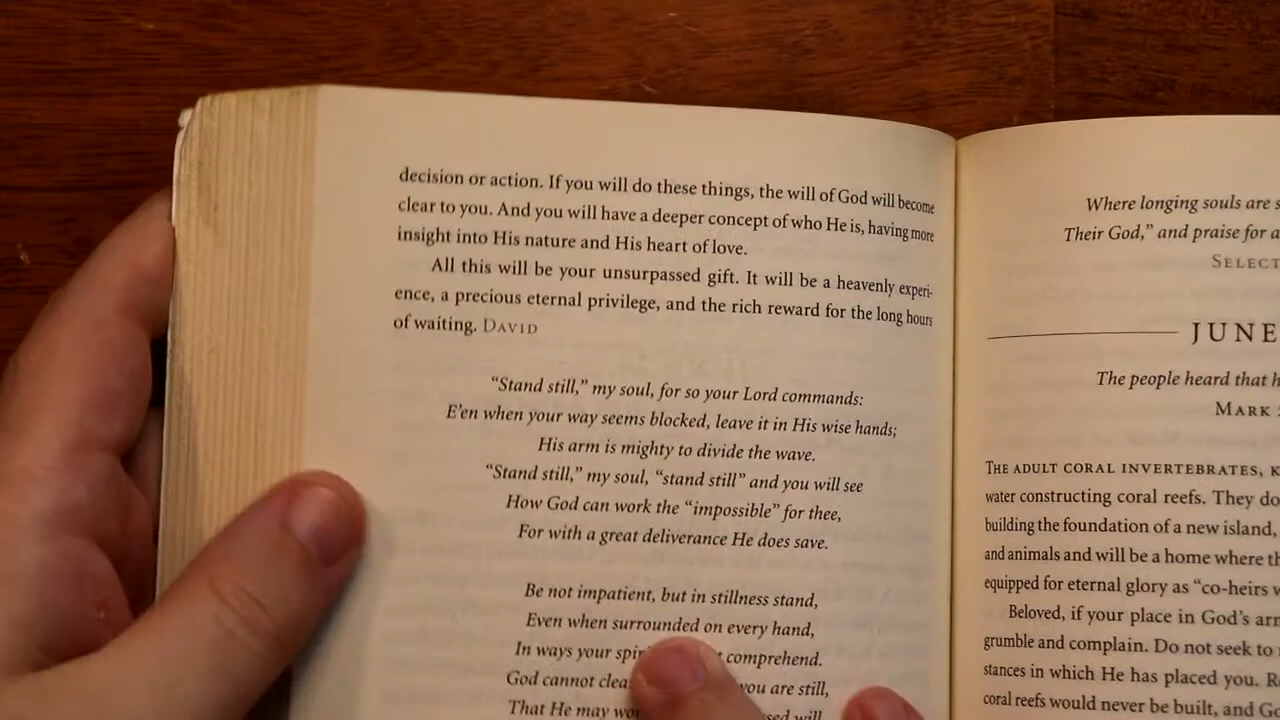 decision or action. If you will do these things, the will of God will become
clear to you. And you will have a deeper concept of who He is, having more
insight into His nature and His heart of love.
All this will be your unsurpassed gift. It will be a heavenly experi-
ence, a precious eternal privilege, and the rich reward for the long hours
of waiting. DAVID
"Stand still," my soul, for so your Lord commands:
E'en when your way seems blocked, leave it in His wise hands;
His arm is mighty to divide the wave.
"Stand still," my soul, "stand still" and you will see
How God can work the "impossible" for thee,
For with a great deliverance He does save.
Be not impatient, but in stillness stand,
Even when surrounded on every hand,
In ways your comprehend.
God cannot you are still,
That He may will
Where longing souls are
Their God," and praise for
JUNE
The people heard that
MARK
THE ADULT CORAL INVERTEBRATES,
water constructing coral reefs. They
building the foundation of a new island,
and animals and will be a home where
equipped for eternal glory as "co-heirs
Beloved, if your place in God's
grumble and complain. Do not seek to
stances in which He has placed you.
coral reefs would never be built, and